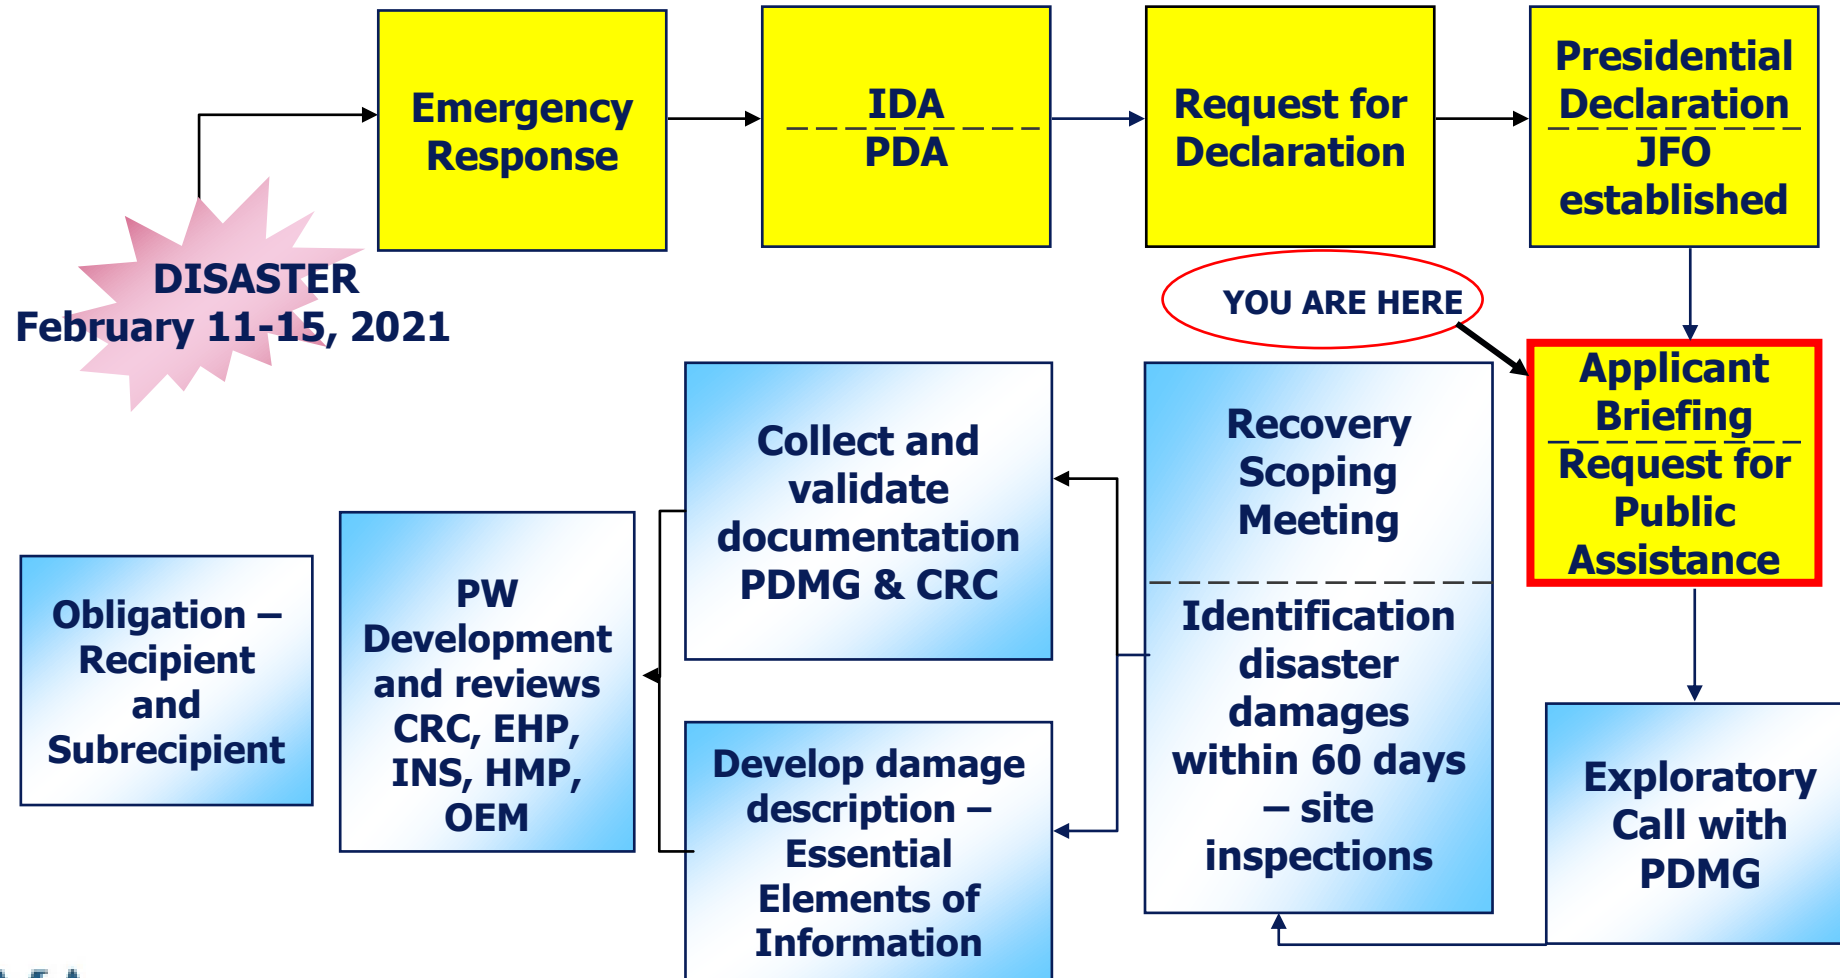 DISASTER
February 11-15, 2021
Emergency
Response
IDA
PDA
Request for
Declaration
Presidential
Declaration
JFO
established
YOU ARE HERE
Applicant
Briefing
Request for
Public
Assistance
Exploratory
Call with
PDMG
Recovery
Scoping
Meeting
Identification
disaster
damages
within 60 days
– site
inspections
Collect and
validate
documentation
PDMG & CRC
Develop damage
description –
Essential
Elements of
Information
PW
Development
and reviews
CRC, EHP,
INS, HMP,
OEM
Obligation –
Recipient
and
Subrecipient